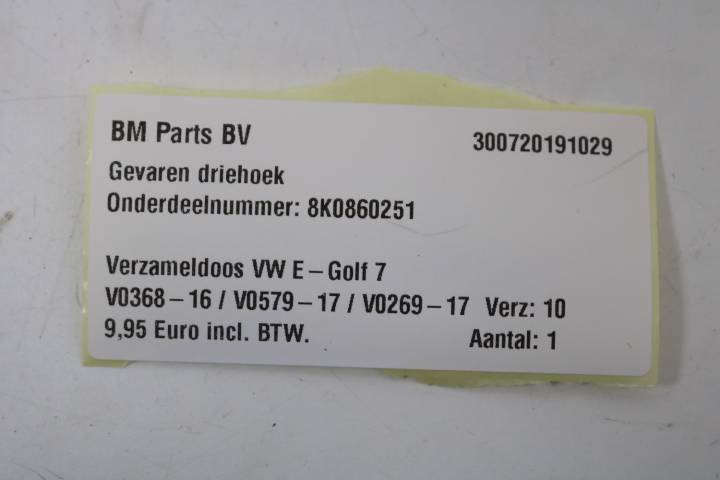 BM Parts BV 300720191029
Gevaren driehoek
Onderdeelnummer: 8K0860251
Verzameldoos VW E-Golf 7
V0368-16 / V0579-17 / V0269-17 Verz: 10
9,95 Euro incl. BTW. Aantal: 1